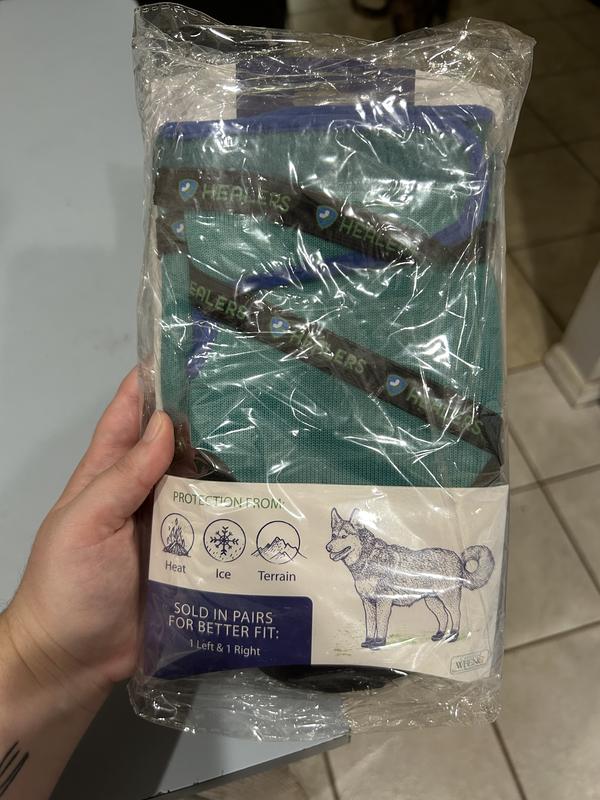 HEALERS HEALERS
EALERS HEALERS HEALERS
PROTECTION FROM:
Heat Ice Terrain
SOLD IN PAIRS
FOR BETTER FIT:
1 Left & 1 Right